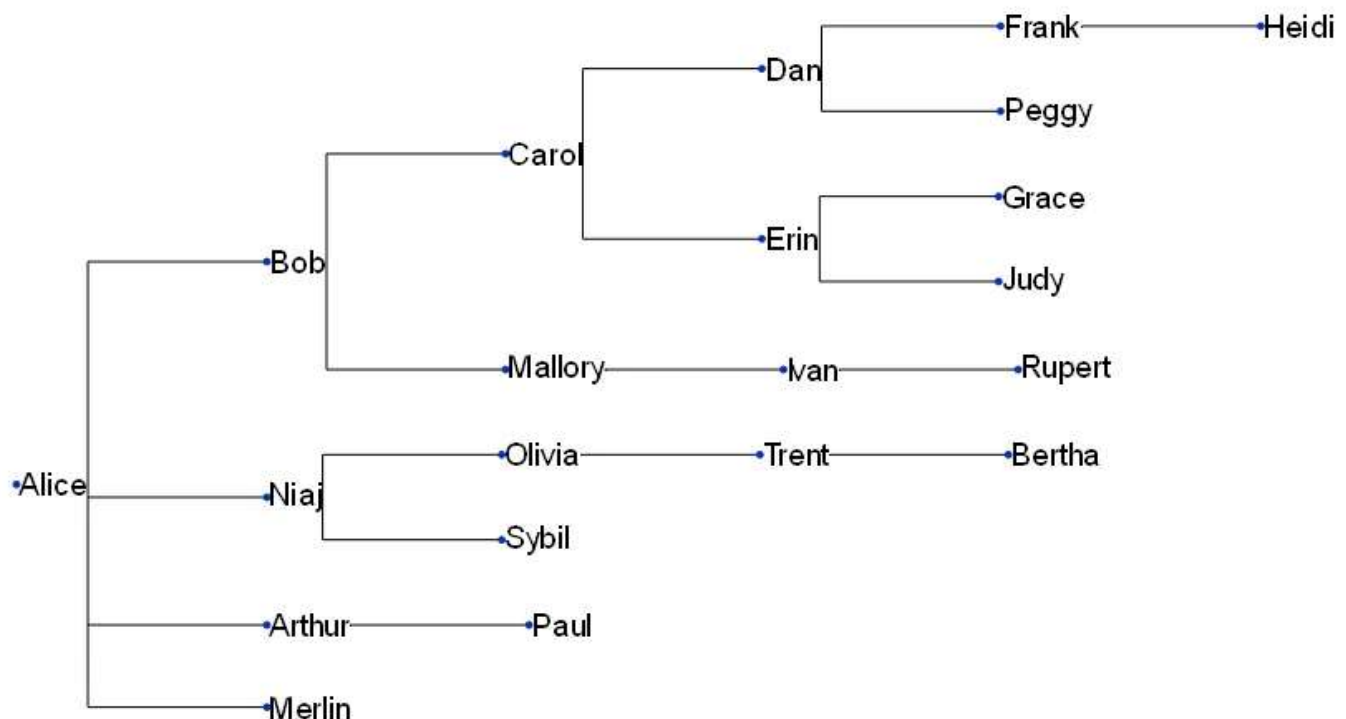 Frank
Heidi
Dan
Peggy
Carol
Grace
Erin
Judy
Bob
Mallory
Ivan
Rupert
Olivia
Trent
Bertha
Alice
Niaj
Sybil
Arthur
Paul
Merlin